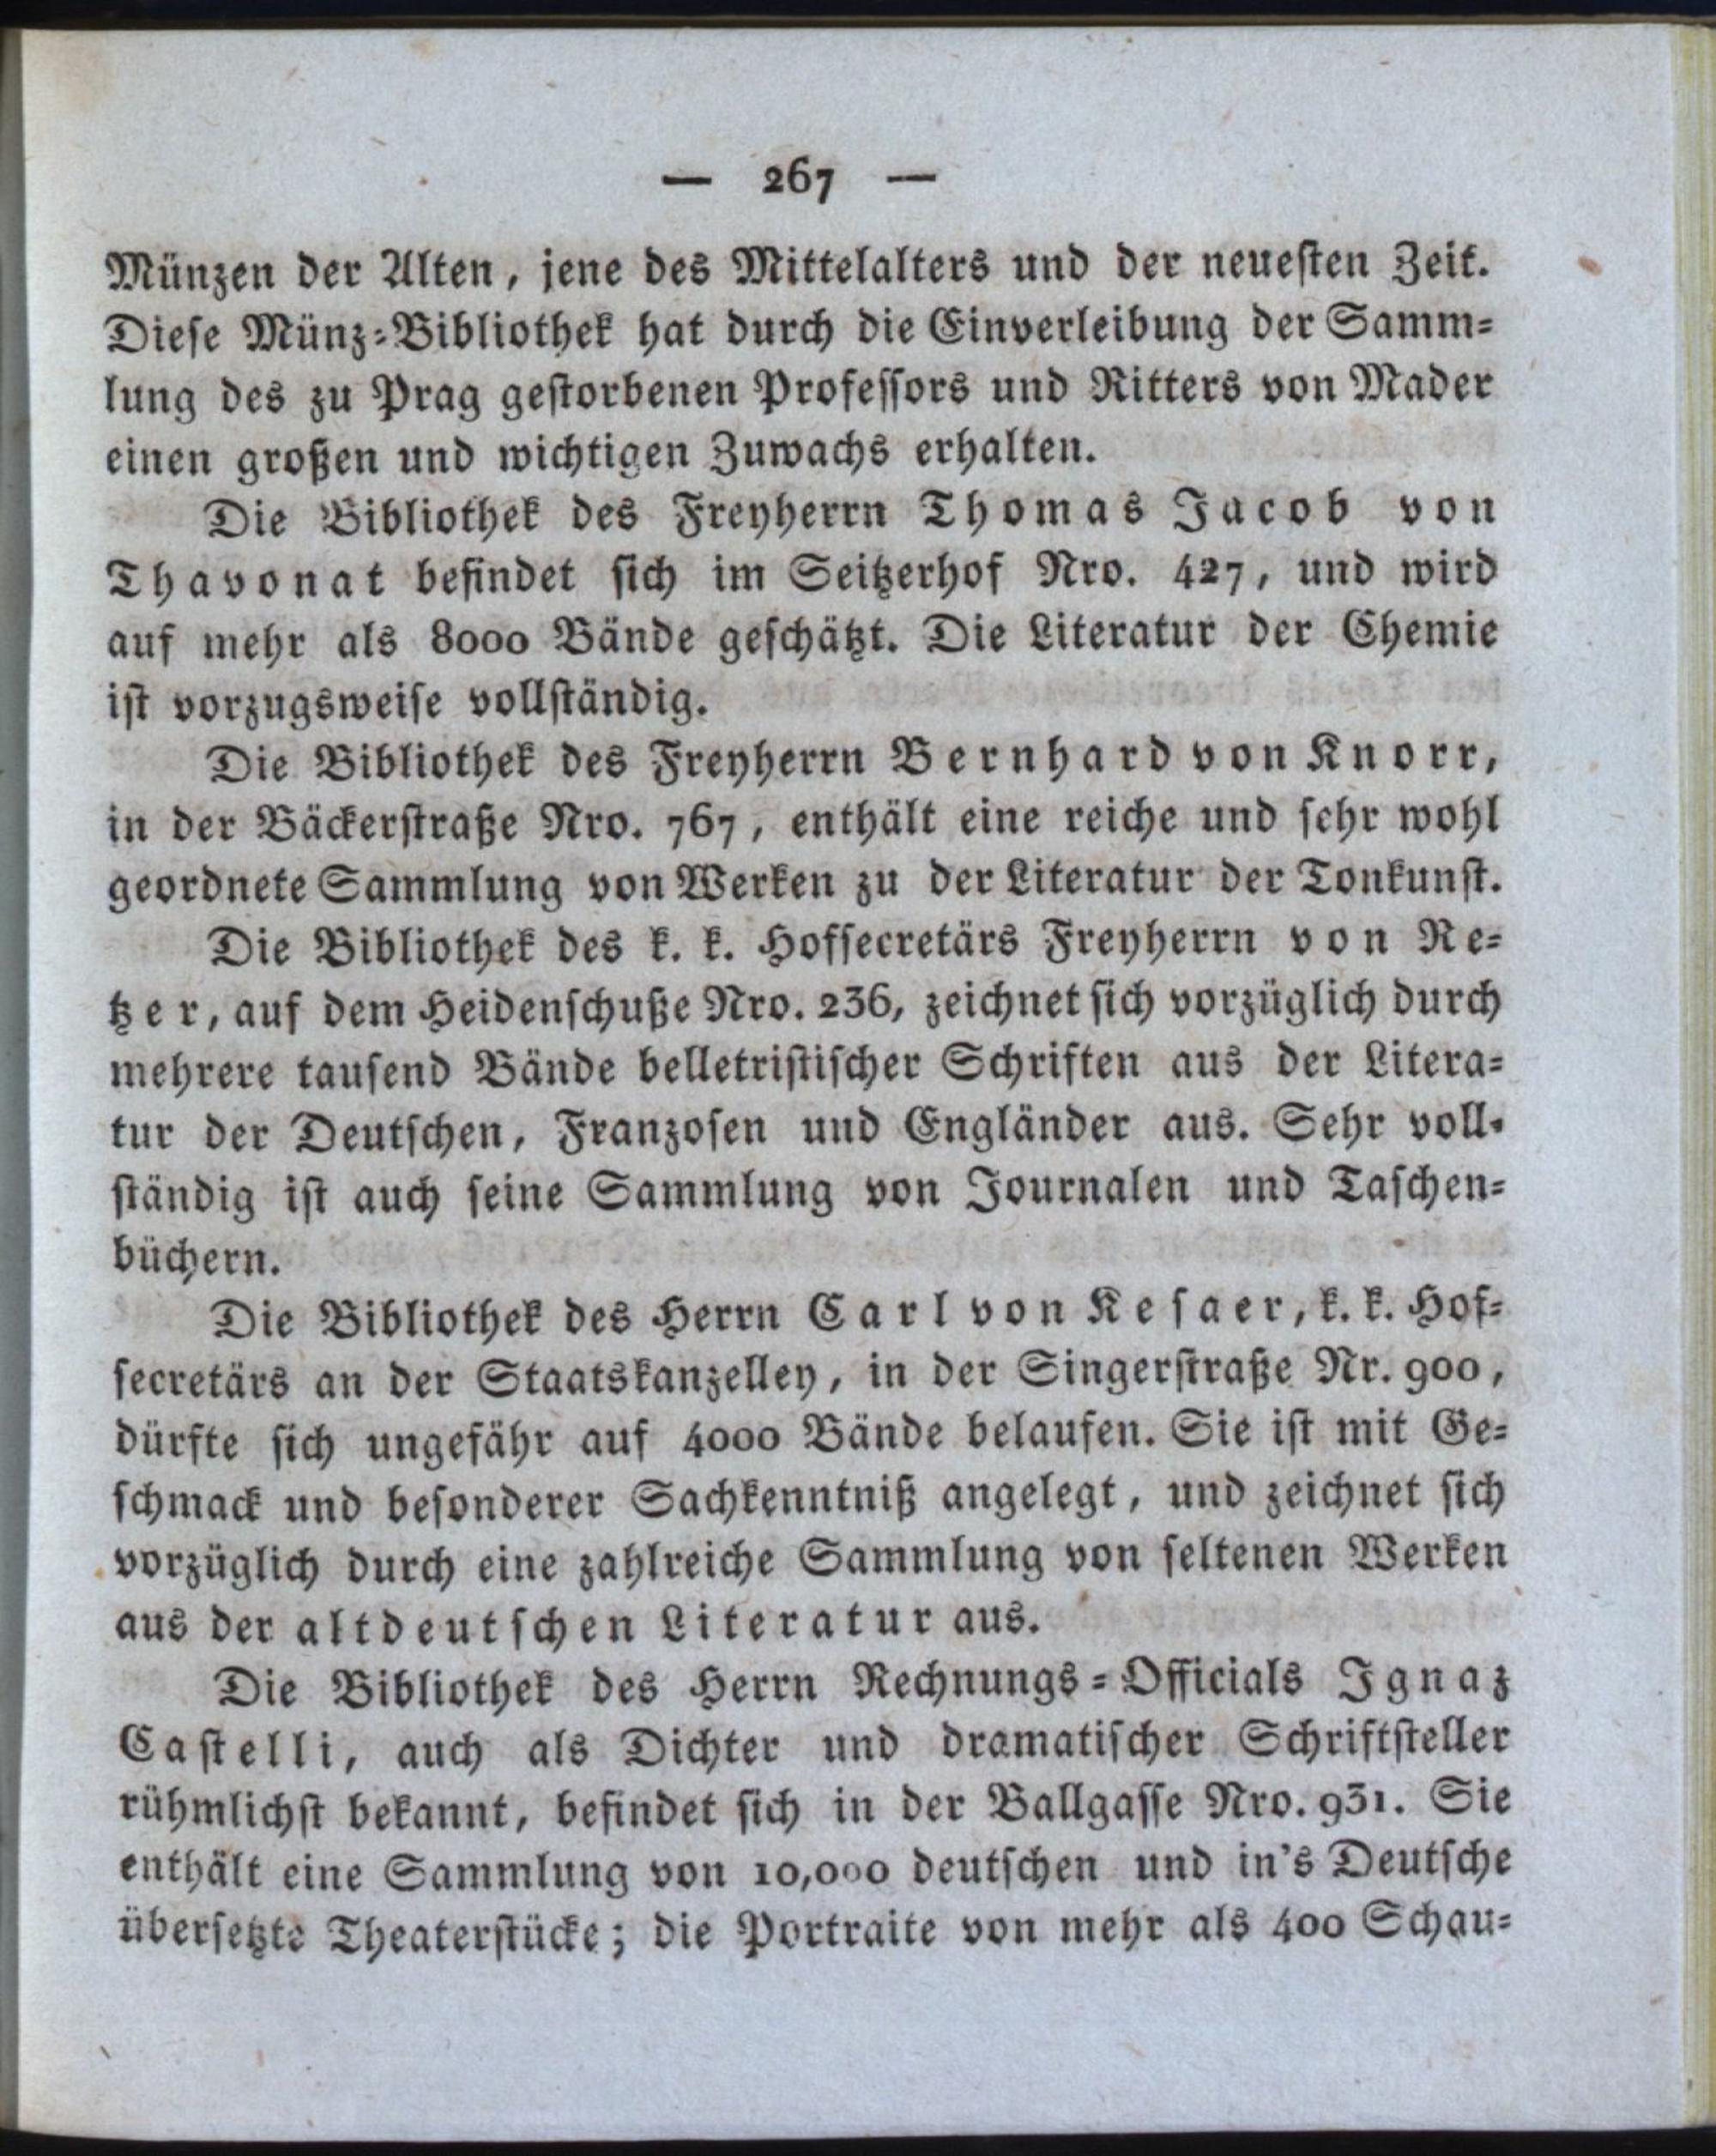 — 267 —
Münzen der Alten, jene des Mittelalters und der neuesten Zeit.
Diese Münz-Bibliothek hat durch die Einverleibung der Samm-
lung des zu Prag gestorbenen Professors und Ritters von Mader
einen großen und wichtigen Zuwachs erhalten.
Die Bibliothek des Freyherrn Thomas Jacob von
Thavonat befindet sich im Seitzerhof Nro. 427, und wird
auf mehr als 8000 Bände geschätzt. Die Literatur der Chemie
ist vorzugsweise vollständig.
Die Bibliothek des Freyherrn Bernhard von Knorr,
in der Bäckerstraße Nro. 767, enthält eine reiche und sehr wohl
geordnete Sammlung von Werken zu der Literatur der Tonkunst.
Die Bibliothek des k. k. Hofsecretärs Freyherrn von Re-
tzer, auf dem Heidenschuße Nro. 236, zeichnet sich vorzüglich durch
mehrere tausend Bände belletristischer Schriften aus der Litera-
tur der Deutschen, Franzosen und Engländer aus. Sehr voll-
ständig ist auch seine Sammlung von Journalen und Taschen-
büchern.
Die Bibliothek des Herrn Carl von Kesaer, k. k. Hof-
secretärs an der Staatskanzelley, in der Singerstraße Nr. 900,
dürfte sich ungefähr auf 4000 Bände belaufen. Sie ist mit Ge-
schmack und besonderer Sachkenntniß angelegt, und zeichnet sich
vorzüglich durch eine zahlreiche Sammlung von seltenen Werken
aus der altdeutschen Literatur aus.
Die Bibliothek des Herrn Rechnungs-Officials Ignaz
Castelli, auch als Dichter und dramatischer Schriftsteller
rühmlichst bekannt, befindet sich in der Ballgasse Nro. 931. Sie
enthält eine Sammlung von 10,000 deutschen und in's Deutsche
übersetzte Theaterstücke; die Portraite von mehr als 400 Schau-